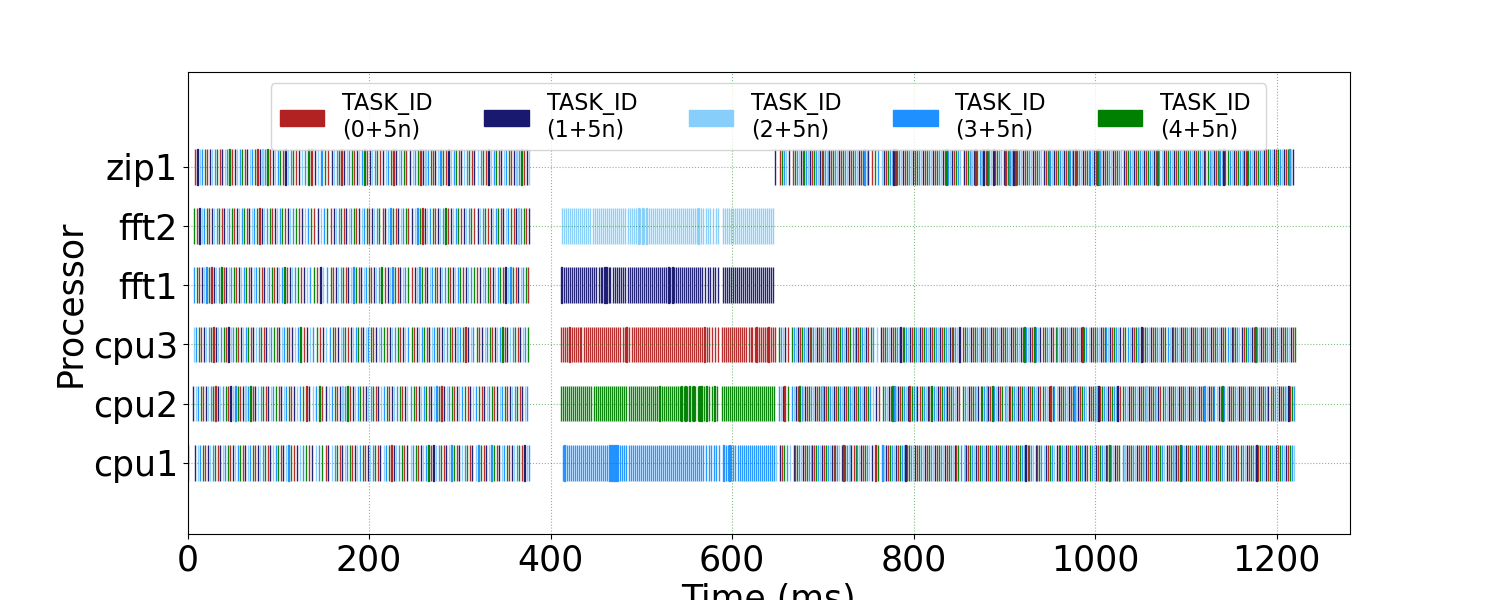 TASK_ID
(0+5n)
TASK_ID
(1+5n)
TASK_ID
(2+5n)
TASK_ID
(3+5n)
TASK_ID
(4+5n)
Processor
zip1
fft2
fft1
cpu3
cpu2
cpu1
0 200 400 600 800 1000 1200
Time (ms)